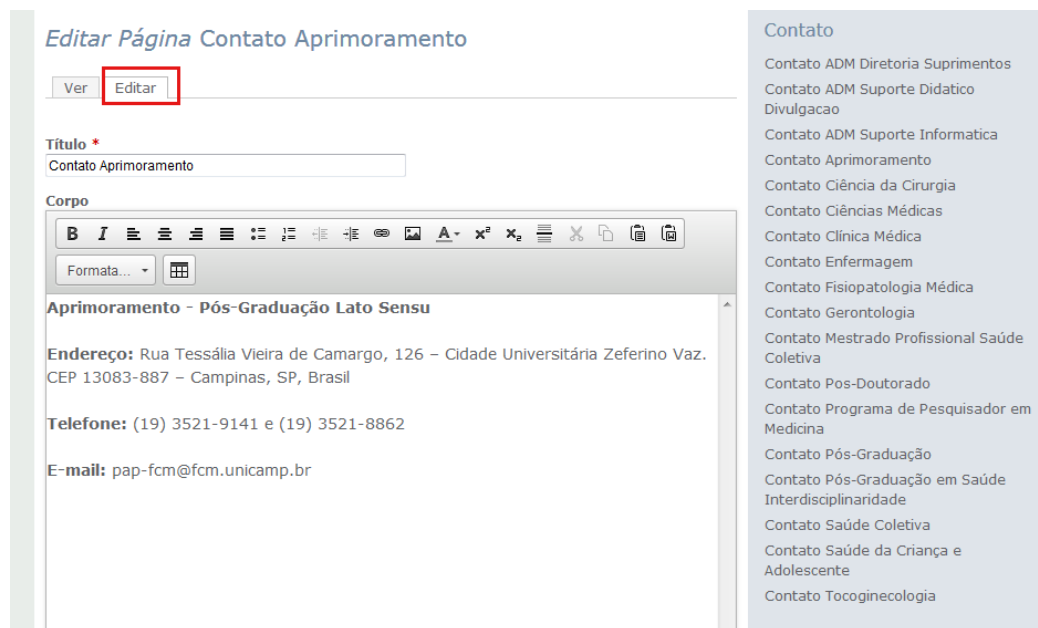 Editar Página Contato Aprimoramento
Ver Editar
Título *
Contato Aprimoramento
Corpo
B I A x² xₑ
Formata...
Aprimoramento - Pós-Graduação Lato Sensu
Endereço: Rua Tessália Vieira de Camargo, 126 – Cidade Universitária Zeferino Vaz.
CEP 13083-887 – Campinas, SP, Brasil
Telefone: (19) 3521-9141 e (19) 3521-8862
E-mail: pap-fcm@fcm.unicamp.br
Contato
Contato ADM Diretoria Suprimentos
Contato ADM Suporte Didatico
Divulgacao
Contato ADM Suporte Informatica
Contato Aprimoramento
Contato Ciência da Cirurgia
Contato Ciências Médicas
Contato Clínica Médica
Contato Enfermagem
Contato Fisiopatologia Médica
Contato Gerontologia
Contato Mestrado Profissional Saúde
Coletiva
Contato Pos-Doutorado
Contato Programa de Pesquisador em
Medicina
Contato Pós-Graduação
Contato Pós-Graduação em Saúde
Interdisciplinaridade
Contato Saúde Coletiva
Contato Saúde da Criança e
Adolescente
Contato Tocoginecologia